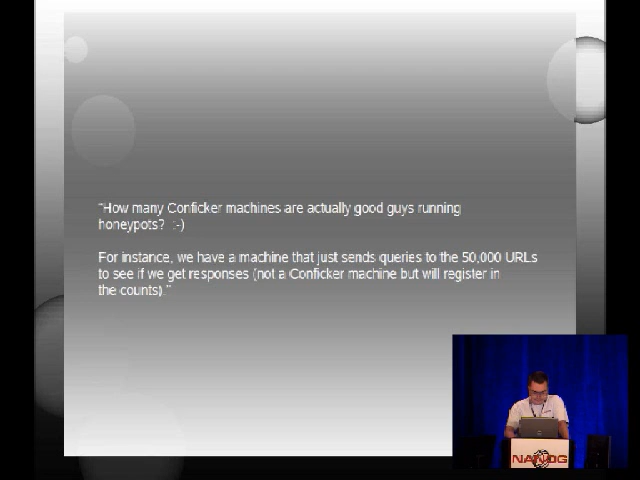 "How many Conficker machines are actually good guys running
honeypots?  :-)
For instance, we have a machine that just sends queries to the 50,000 URLs
to see if we get responses (not a Conficker machine but will register in
the counts)."
NANOG